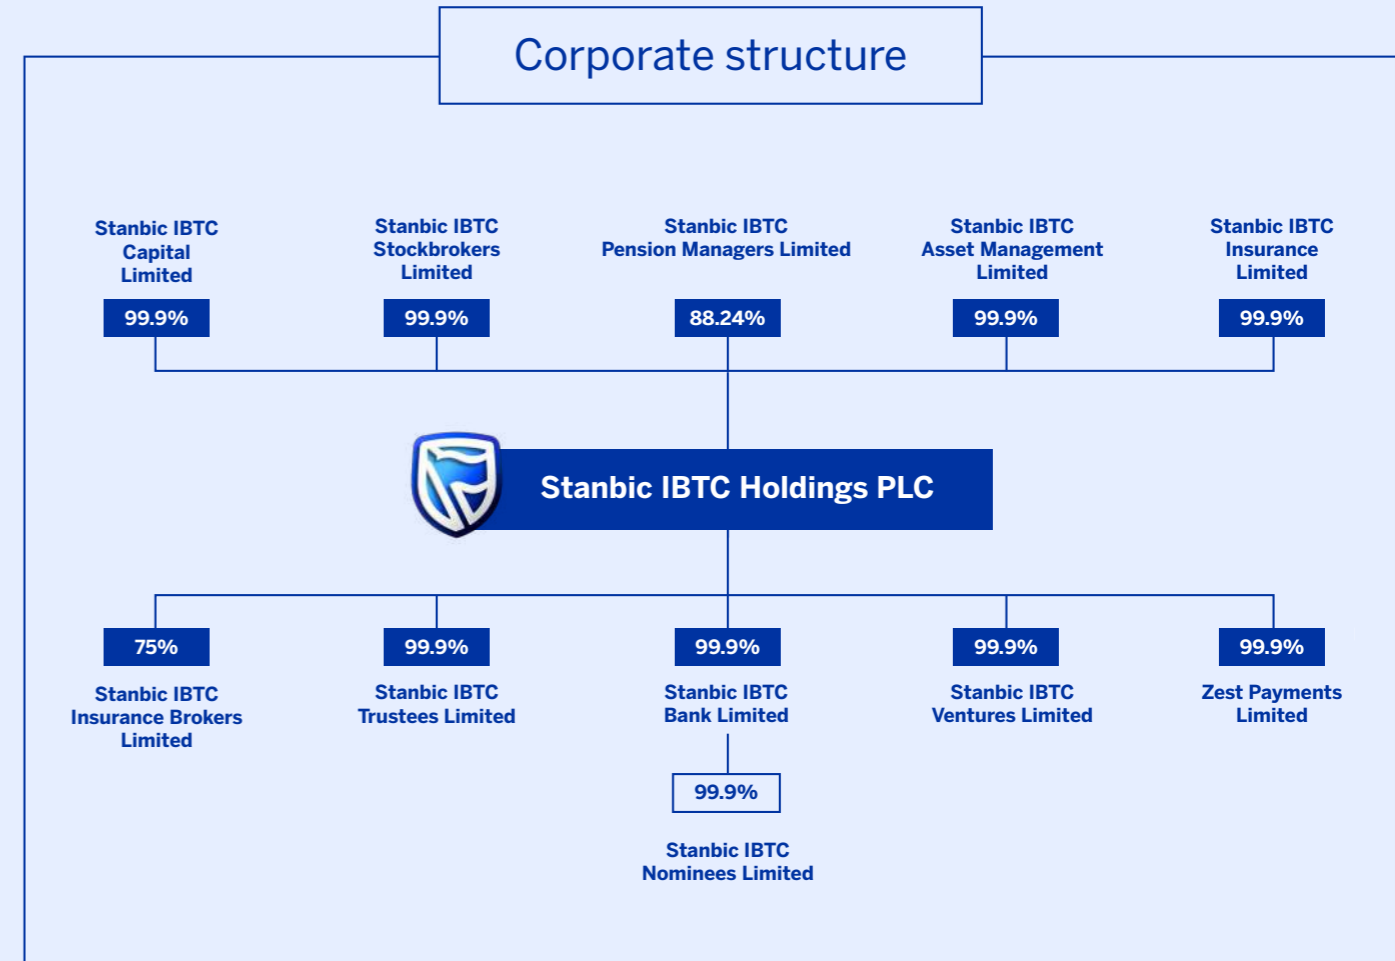 Corporate structure
Stanbic IBTC
Capital
Limited
99.9%
Stanbic IBTC
Stockbrokers
Limited
99.9%
Stanbic IBTC
Pension Managers Limited
88.24%
Stanbic IBTC
Asset Management
Limited
99.9%
Stanbic IBTC
Insurance
Limited
99.9%
Stanbic IBTC Holdings PLC
75%
Stanbic IBTC
Insurance Brokers
Limited
99.9%
Stanbic IBTC
Trustees Limited
99.9%
Stanbic IBTC
Bank Limited
99.9%
Stanbic IBTC
Nominees Limited
99.9%
Stanbic IBTC
Ventures Limited
99.9%
Zest Payments
Limited